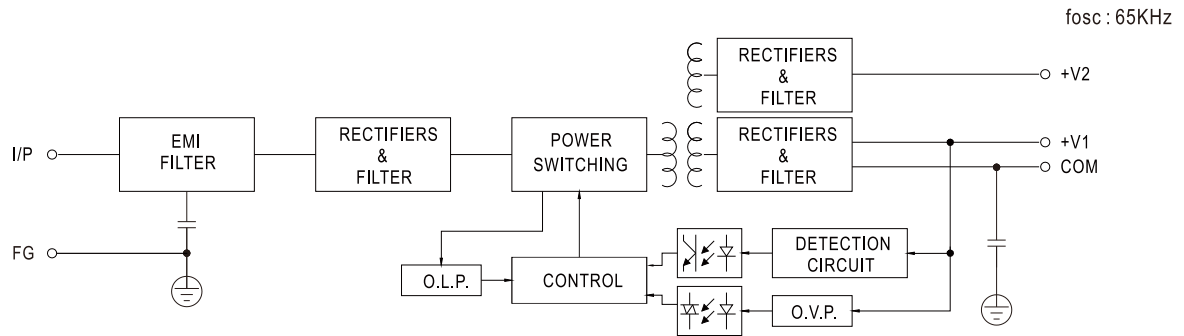 fosc : 65KHz
RECTIFIERS
&
FILTER
+V2
I/P
EMI
FILTER
RECTIFIERS
&
FILTER
POWER
SWITCHING
RECTIFIERS
&
FILTER
+V1
COM
FG
O.L.P.
CONTROL
DETECTION
CIRCUIT
O.V.P.